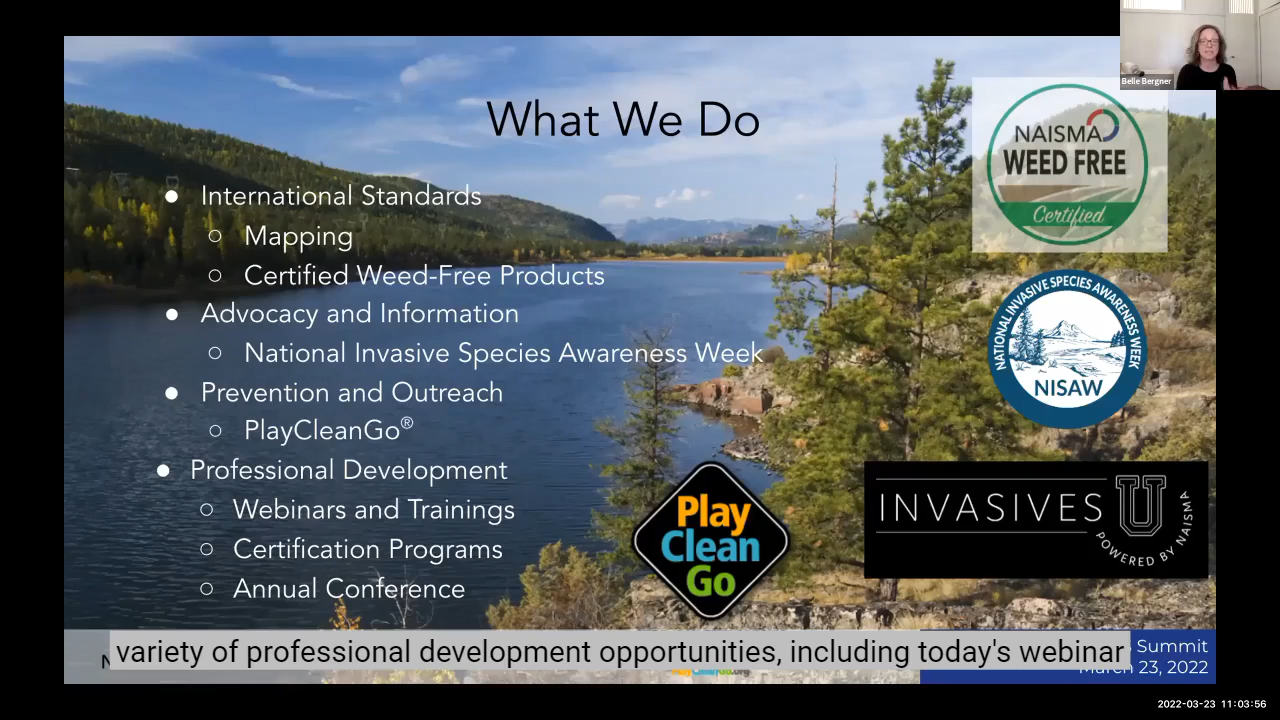 Belle Bergner
What We Do
NAISMA
WEED FREE
Certified
● International Standards
○ Mapping
○ Certified Weed-Free Products
● Advocacy and Information
○ National Invasive Species Awareness Week
NATIONAL INVASIVE SPECIES AWARENESS WEEK
NISAW
● Prevention and Outreach
○ PlayCleanGo®
● Professional Development
○ Webinars and Trainings
○ Certification Programs
○ Annual Conference
Play
Clean
Go
INVASIVES U
POWERED BY NAISMA
variety of professional development opportunities, including today's webinar
Summit
March 23, 2022
PlayCleanGo.org
2022-03-23 11:03:56